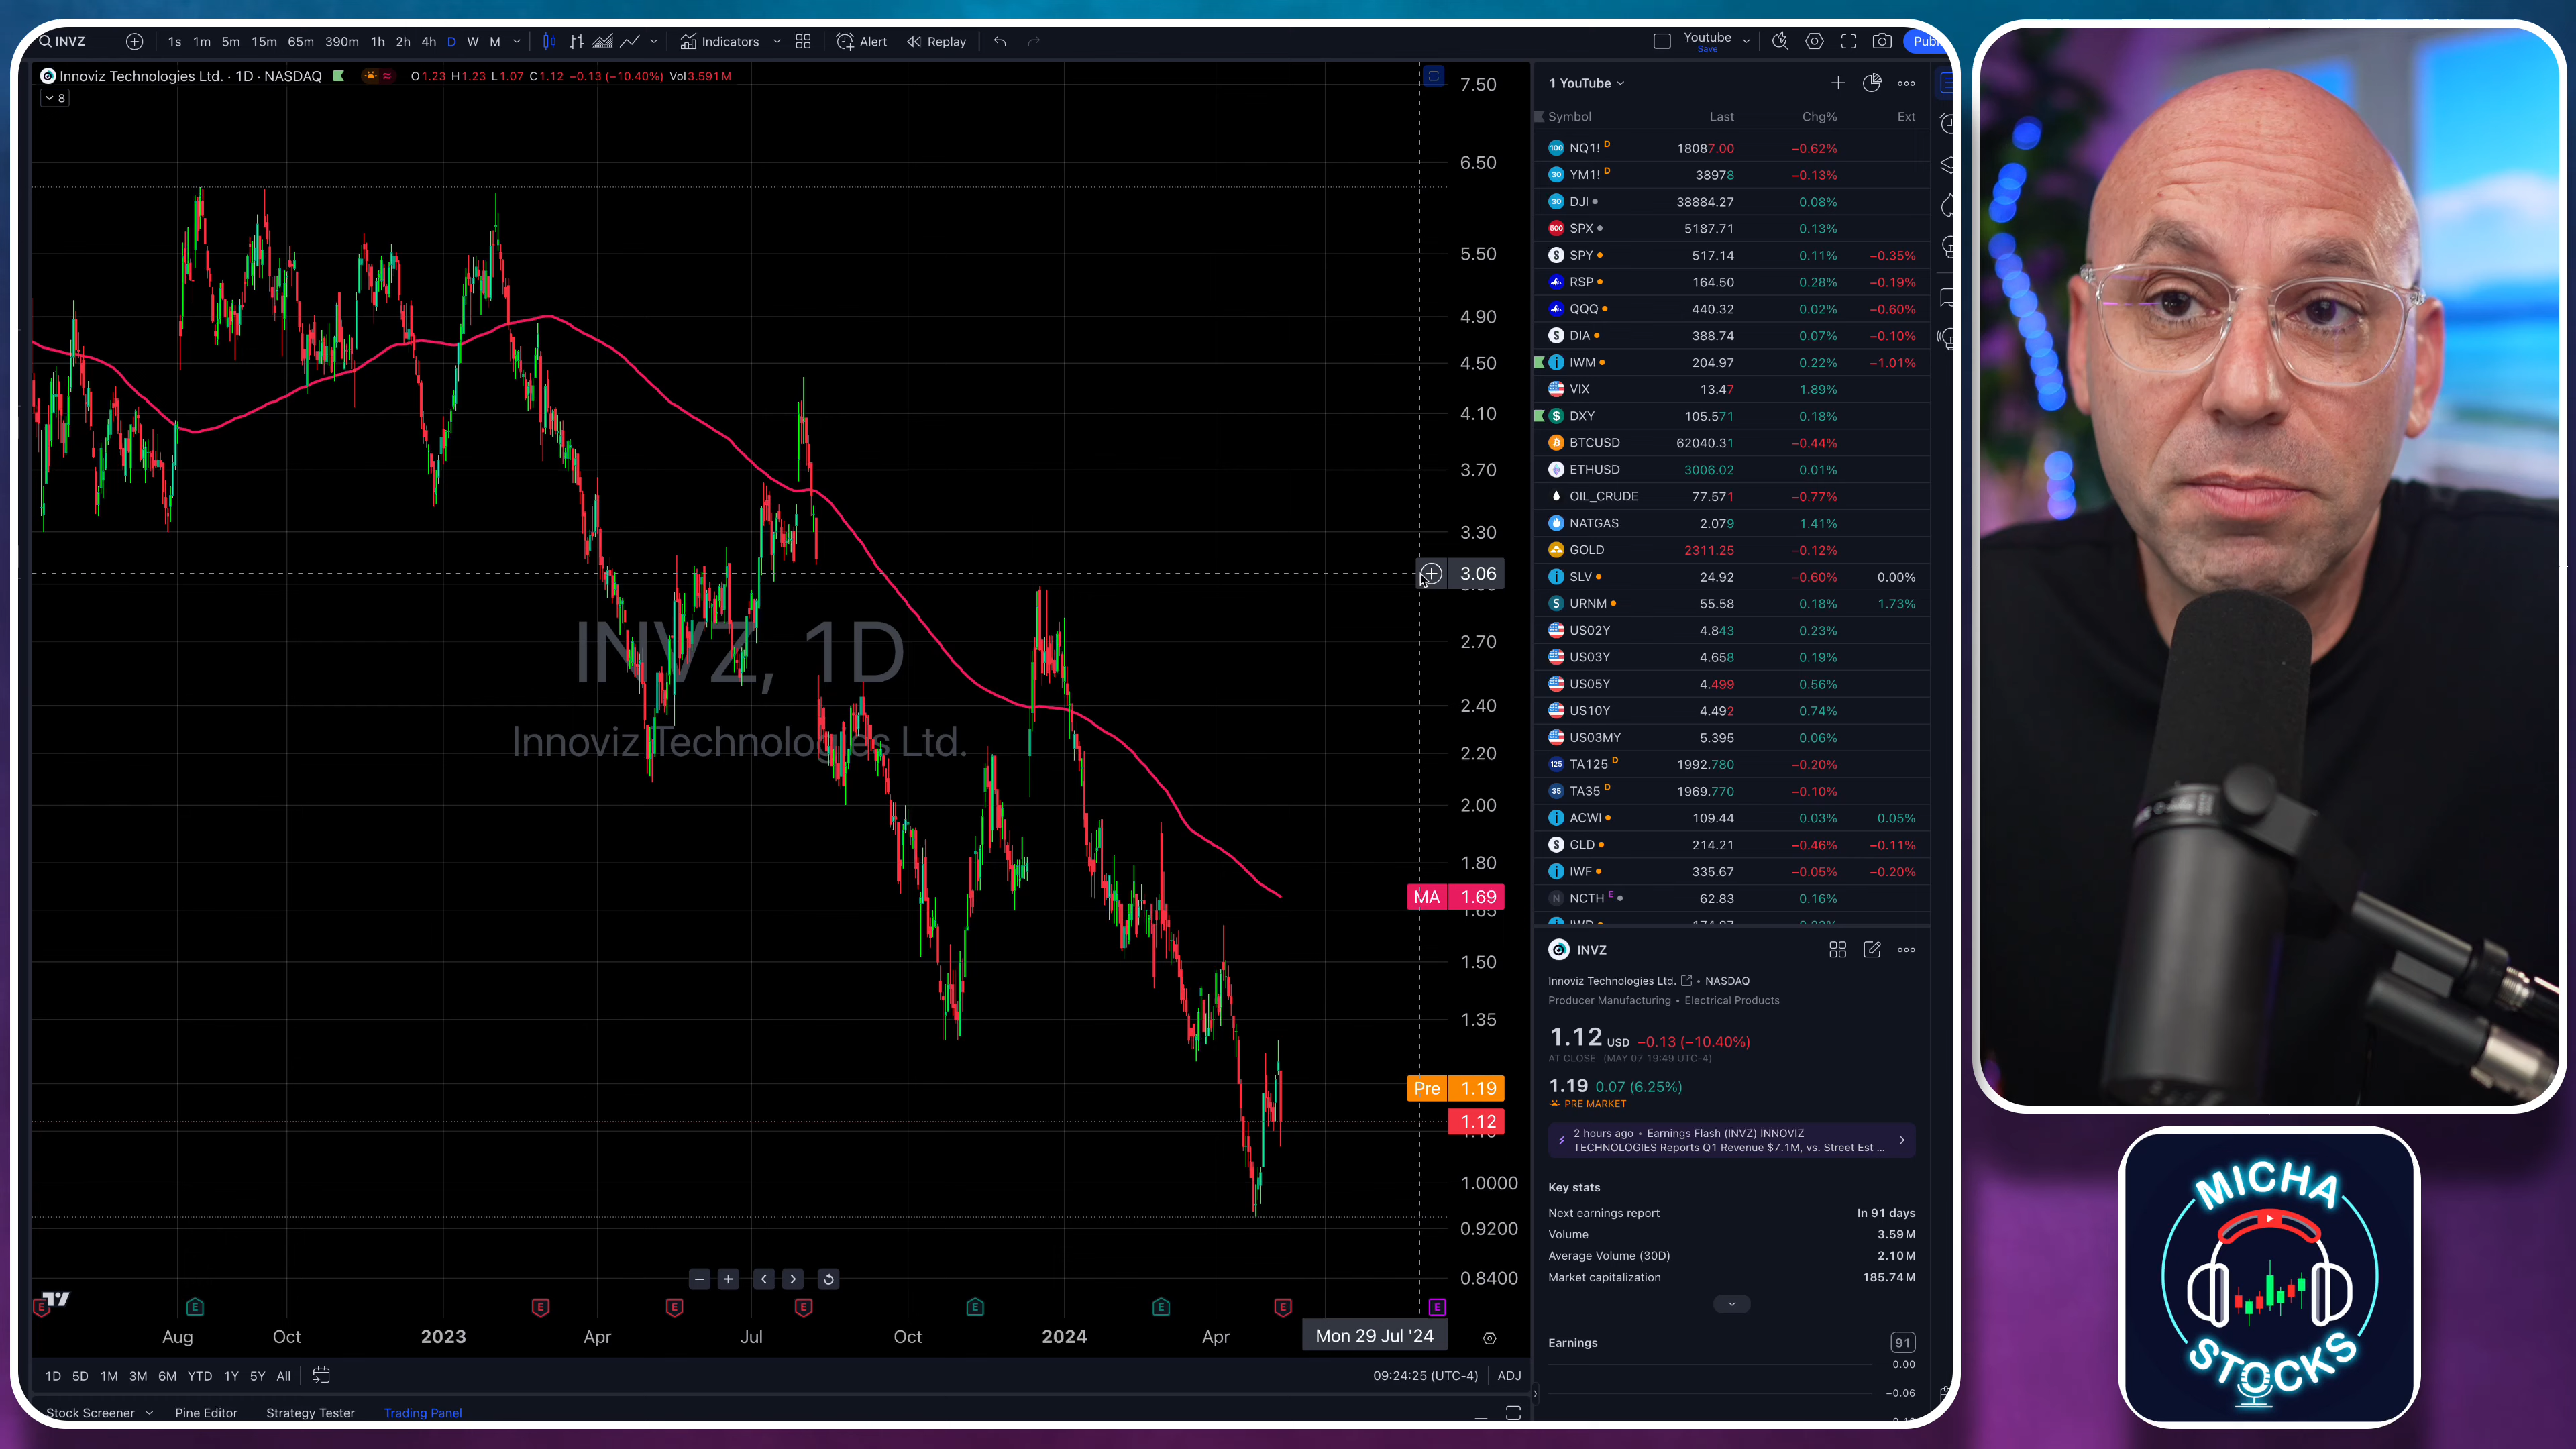 INVZ
1s 1m 5m 15m 65m 390m 1h 2h 4h D W M
Indicators
Alert
Replay
Youtube
Save
Innoviz Technologies Ltd. · 1D · NASDAQ
O1.23 H1.23 L1.07 C1.12 −0.13 (−10.40%) Vol3.591M
8
7.50
6.50
5.50
4.90
4.50
4.10
3.70
3.30
3.06
2.70
2.40
2.20
2.00
1.80
MA 1.69
1.65
1.50
1.35
Pre 1.19
1.12
1.0000
0.9200
0.8400
INVZ, 1D
Innoviz Technologies Ltd.
E E E E E E E E E
Aug Oct 2023 Apr Jul Oct 2024 Apr Mon 29 Jul '24
1D 5D 1M 3M 6M YTD 1Y 5Y All
09:24:25 (UTC-4) ADJ
Stock Screener Pine Editor Strategy Tester Trading Panel
1 YouTube
Symbol Last Chg% Ext
100 NQ1! D 18087.00 −0.62%
30 YM1! D 38978 −0.13%
30 DJI 38884.27 0.08%
500 SPX 5187.71 0.13%
SPY 517.14 0.11% −0.35%
RSP 164.50 0.28% −0.19%
QQQ 440.32 0.02% −0.60%
DIA 388.74 0.07% −0.10%
IWM 204.97 0.22% −1.01%
VIX 13.47 1.89%
DXY 105.571 0.18%
BTCUSD 62040.31 −0.44%
ETHUSD 3006.02 0.01%
OIL_CRUDE 77.571 −0.77%
NATGAS 2.079 1.41%
GOLD 2311.25 −0.12%
SLV 24.92 −0.60% 0.00%
URNM 55.58 0.18% 1.73%
US02Y 4.843 0.23%
US03Y 4.658 0.19%
US05Y 4.499 0.56%
US10Y 4.492 0.74%
US03MY 5.395 0.06%
125 TA125 D 1992.780 −0.20%
35 TA35 D 1969.770 −0.10%
ACWI 109.44 0.03% 0.05%
GLD 214.21 −0.46% −0.11%
IWF 335.67 −0.05% −0.20%
N NCTH E 62.83 0.16%
INVZ
Innoviz Technologies Ltd. • NASDAQ
Producer Manufacturing • Electrical Products
1.12 USD −0.13 (−10.40%)
AT CLOSE (MAY 07 19:49 UTC-4)
1.19 0.07 (6.25%)
PRE MARKET
2 hours ago • Earnings Flash (INVZ) INNOVIZ
TECHNOLOGIES Reports Q1 Revenue $7.1M, vs. Street Est ...
Key stats
Next earnings report In 91 days
Volume 3.59M
Average Volume (30D) 2.10M
Market capitalization 185.74M
Earnings 91
0.00
−0.06
MICHA
STOCKS